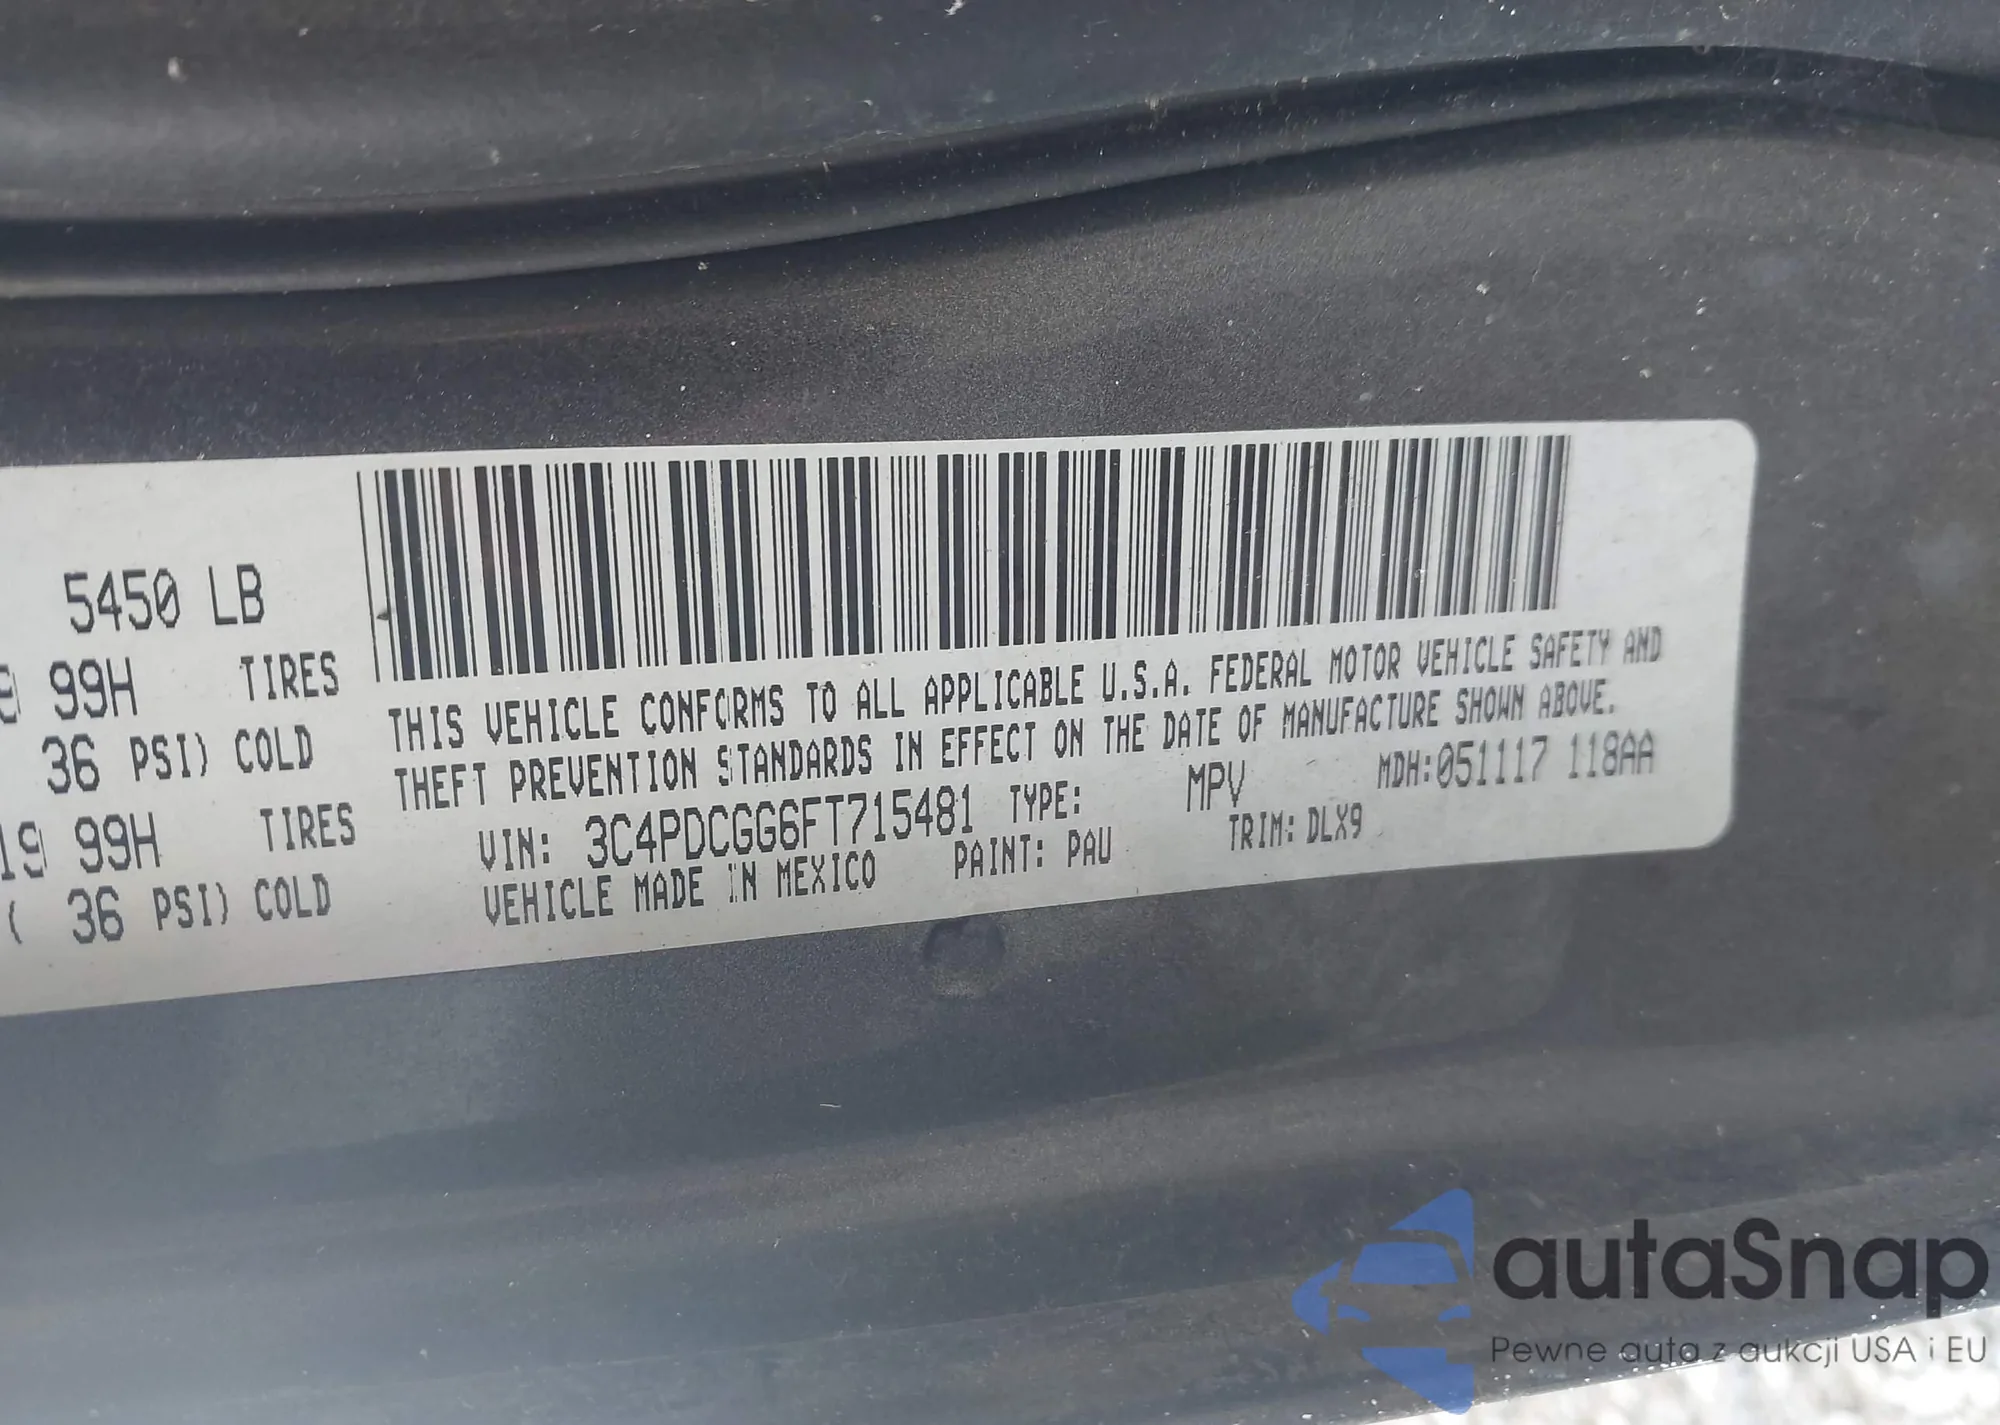 5450 LB
99H TIRES
36 PSI) COLD
19 99H TIRES
( 36 PSI) COLD
THIS VEHICLE CONFORMS TO ALL APPLICABLE U.S.A. FEDERAL MOTOR VEHICLE SAFETY AND
THEFT PREVENTION STANDARDS IN EFFECT ON THE DATE OF MANUFACTURE SHOWN ABOVE.
VIN: 3C4PDCGG6FT715481 TYPE: MPV MDH:051117 118AA
VEHICLE MADE IN MEXICO PAINT: PAU TRIM: DLX9
autaSnap
Pewne auta z aukcji USA i EU